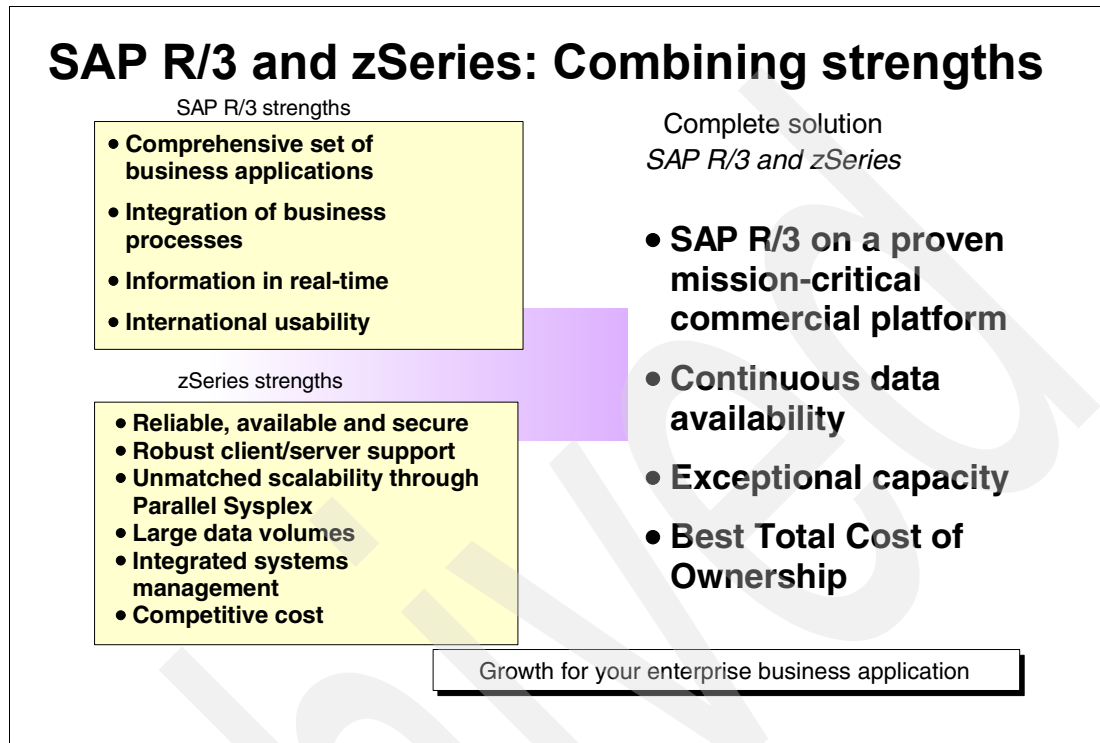 SAP R/3 and zSeries: Combining strengths
SAP R/3 strengths
• Comprehensive set of
business applications
• Integration of business
processes
• Information in real-time
• International usability
zSeries strengths
• Reliable, available and secure
• Robust client/server support
• Unmatched scalability through
Parallel Sysplex
• Large data volumes
• Integrated systems
management
• Competitive cost
Complete solution
SAP R/3 and zSeries
• SAP R/3 on a proven
mission-critical
commercial platform
• Continuous data
availability
• Exceptional capacity
• Best Total Cost of
Ownership
Growth for your enterprise business application